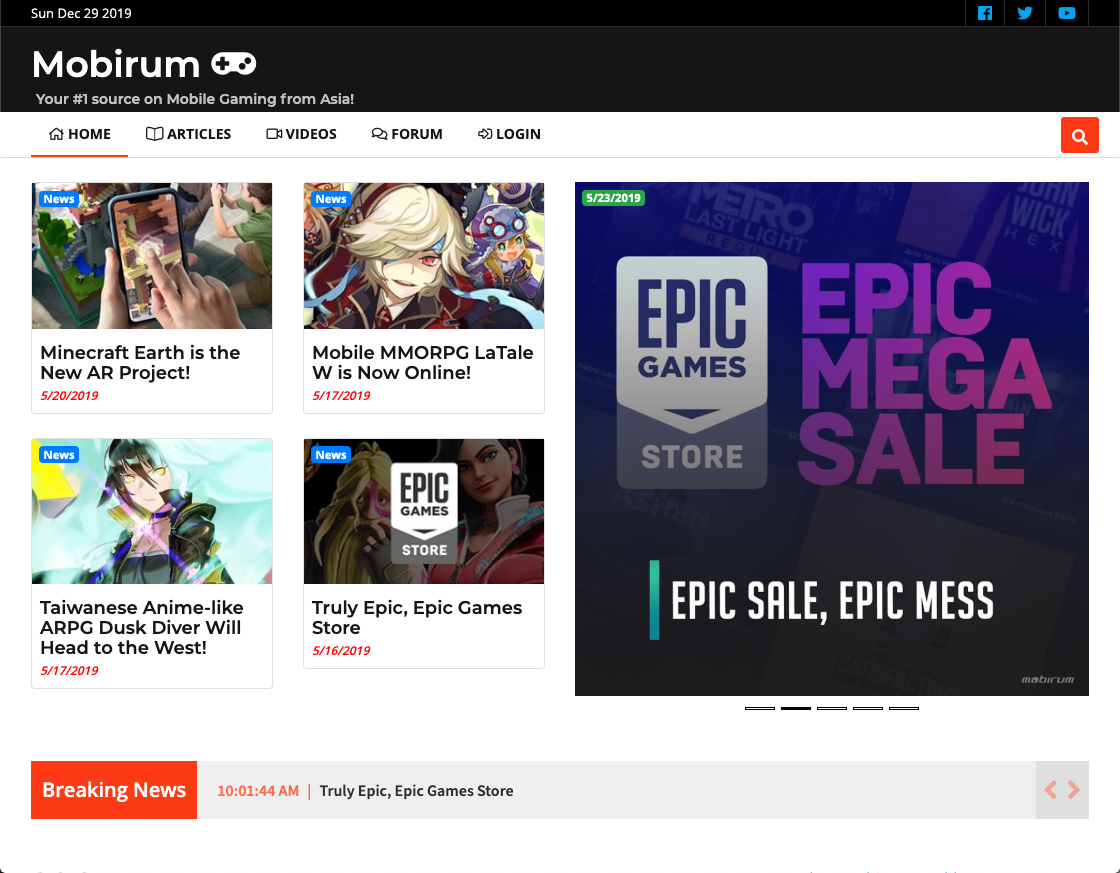 Sun Dec 29 2019
Mobirum
Your #1 source on Mobile Gaming from Asia!
HOME ARTICLES VIDEOS FORUM LOGIN
News
Minecraft Earth is the
New AR Project!
5/20/2019
News
Mobile MMORPG LaTale
W is Now Online!
5/17/2019
News
Taiwanese Anime-like
ARPG Dusk Diver Will
Head to the West!
5/17/2019
News
EPIC
GAMES
STORE
Truly Epic, Epic Games
Store
5/16/2019
5/23/2019
METRO
LAST LIGHT
REDUX
JOHN
WICK
HEX
EPIC
GAMES
STORE
EPIC
MEGA
SALE
EPIC SALE, EPIC MESS
mobirum
Breaking News
10:01:44 AM | Truly Epic, Epic Games Store